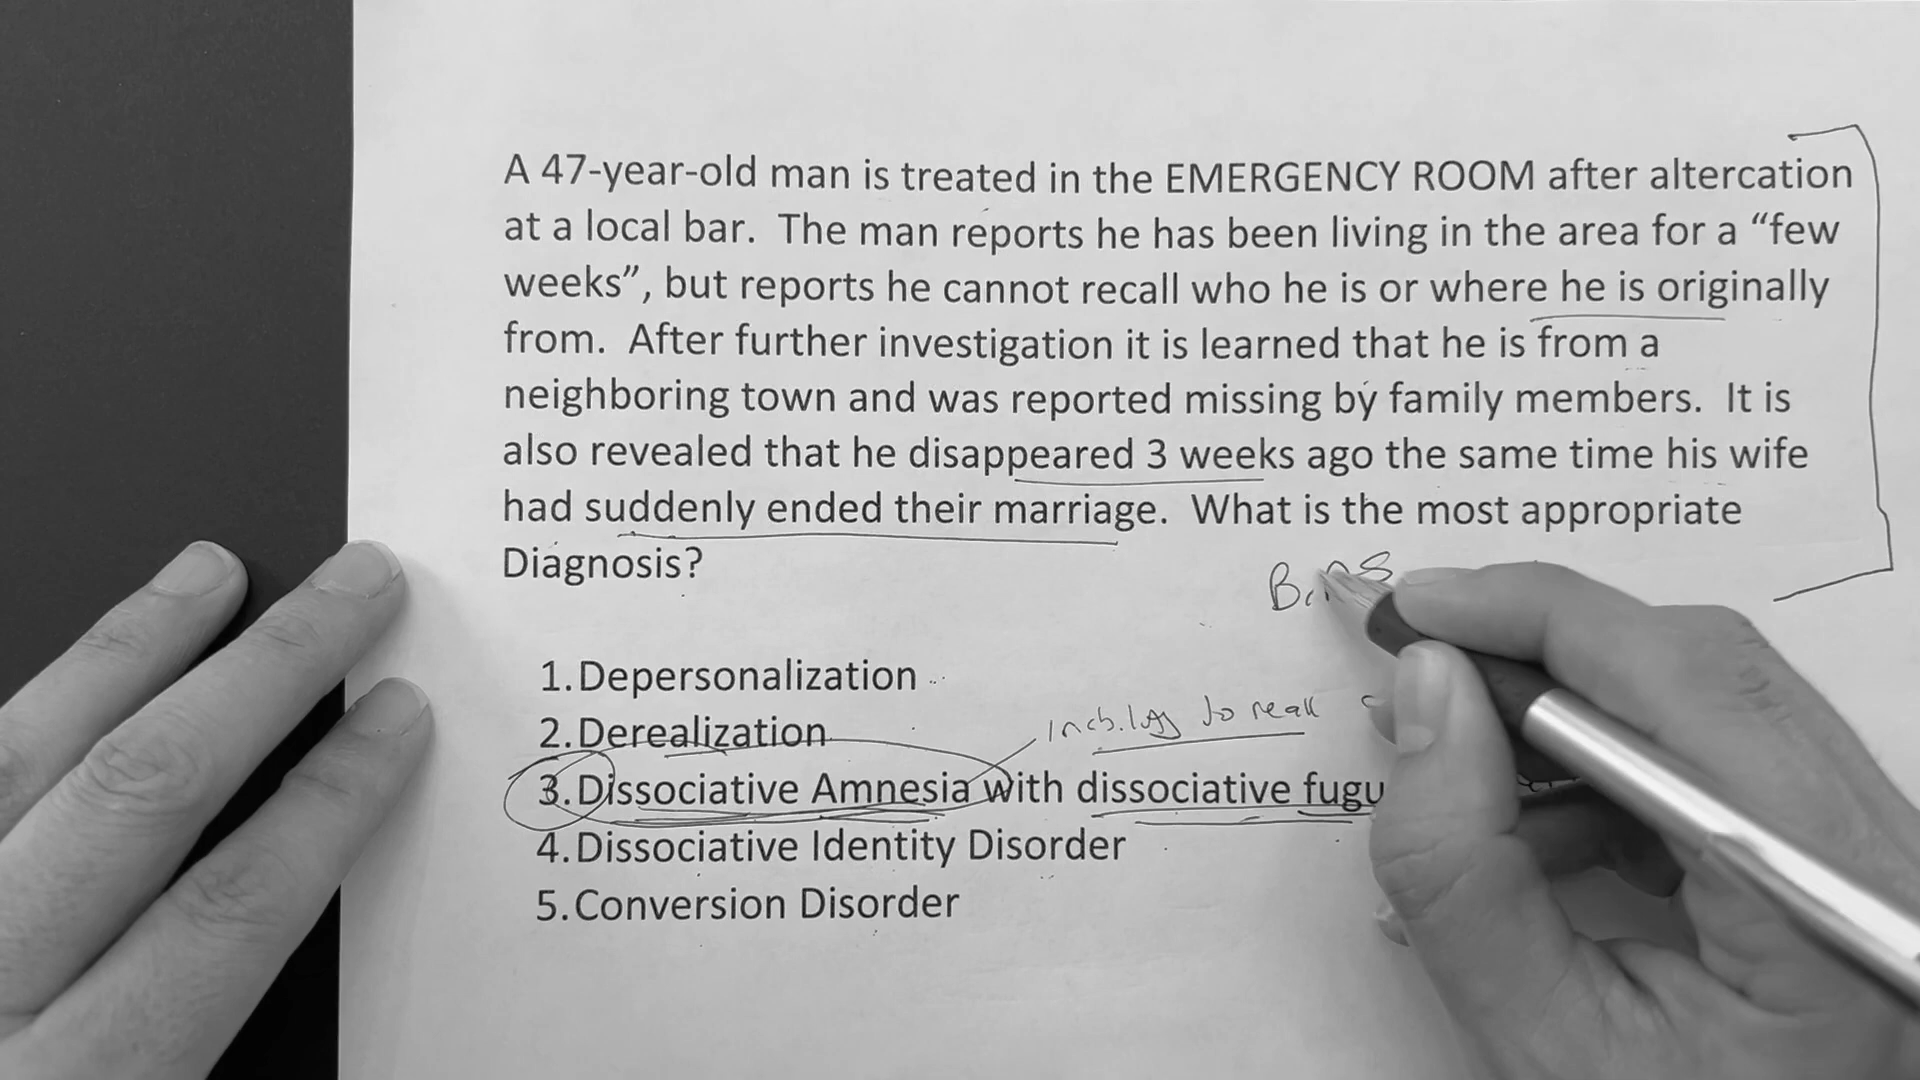 A 47-year-old man is treated in the EMERGENCY ROOM after altercation
at a local bar. The man reports he has been living in the area for a “few
weeks”, but reports he cannot recall who he is or where he is originally
from. After further investigation it is learned that he is from a
neighboring town and was reported missing by family members. It is
also revealed that he disappeared 3 weeks ago the same time his wife
had suddenly ended their marriage. What is the most appropriate
Diagnosis?
1. Depersonalization
to recall
2. Derealization
3. Dissociative Amnesia with dissociative fugu
4. Dissociative Identity Disorder
5. Conversion Disorder